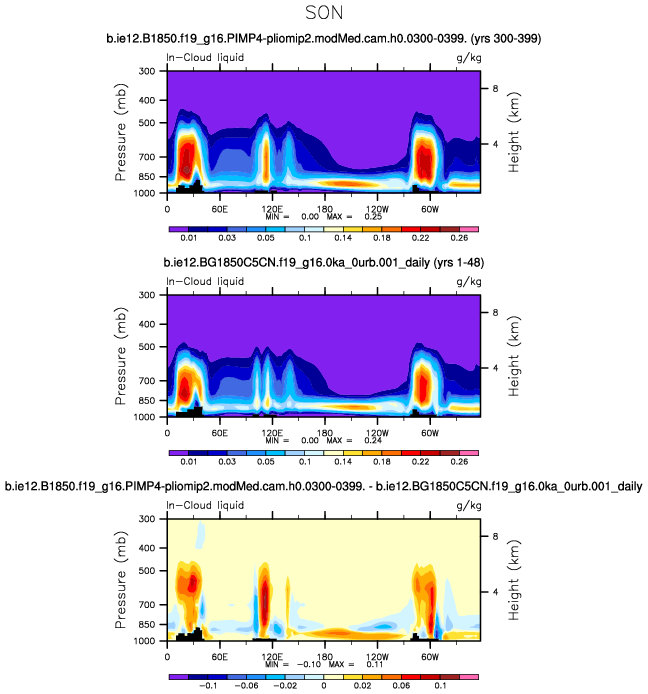 SON
b.ie12.B1850.f19_g16.PIMP4-pliomip2.modMed.cam.h0.0300-0399. (yrs 300-399)
In-Cloud liquid g/kg
Pressure (mb)
Height (km)
300
400
500
700
850
1000
8
4
0 60E 120E 180 120W 60W
MIN = 0.00 MAX = 0.25
0.01 0.03 0.05 0.1 0.14 0.18 0.22 0.26
b.ie12.BG1850C5CN.f19_g16.0ka_0urb.001_daily (yrs 1-48)
In-Cloud liquid g/kg
Pressure (mb)
Height (km)
300
400
500
700
850
1000
8
4
0 60E 120E 180 120W 60W
MIN = 0.00 MAX = 0.24
0.01 0.03 0.05 0.1 0.14 0.18 0.22 0.26
b.ie12.B1850.f19_g16.PIMP4-pliomip2.modMed.cam.h0.0300-0399. - b.ie12.BG1850C5CN.f19_g16.0ka_0urb.001_daily
In-Cloud liquid g/kg
Pressure (mb)
Height (km)
300
400
500
700
850
1000
8
4
0 60E 120E 180 120W 60W
MIN = -0.10 MAX = 0.11
-0.1 -0.06 -0.02 0 0.02 0.06 0.1